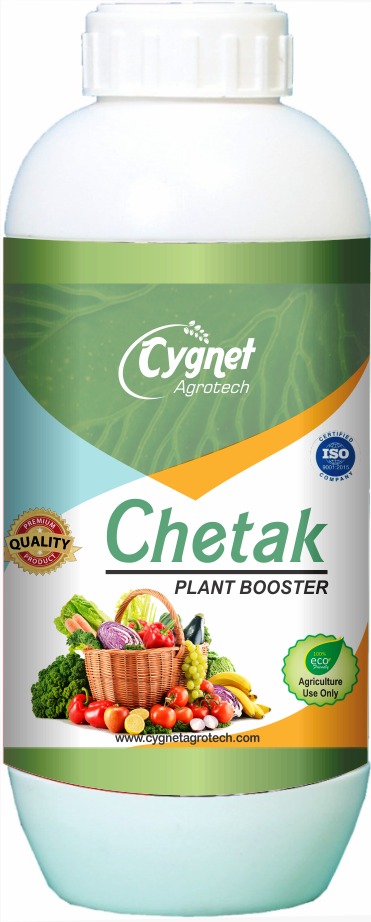 Cygnet
Agrotech
CERTIFIED
ISO
9001:2015
COMPANY
PREMIUM
QUALITY
PRODUCT
Chetak
PLANT BOOSTER
100%
eco
friendly
Agriculture
Use Only
www.cygnetagrotech.com